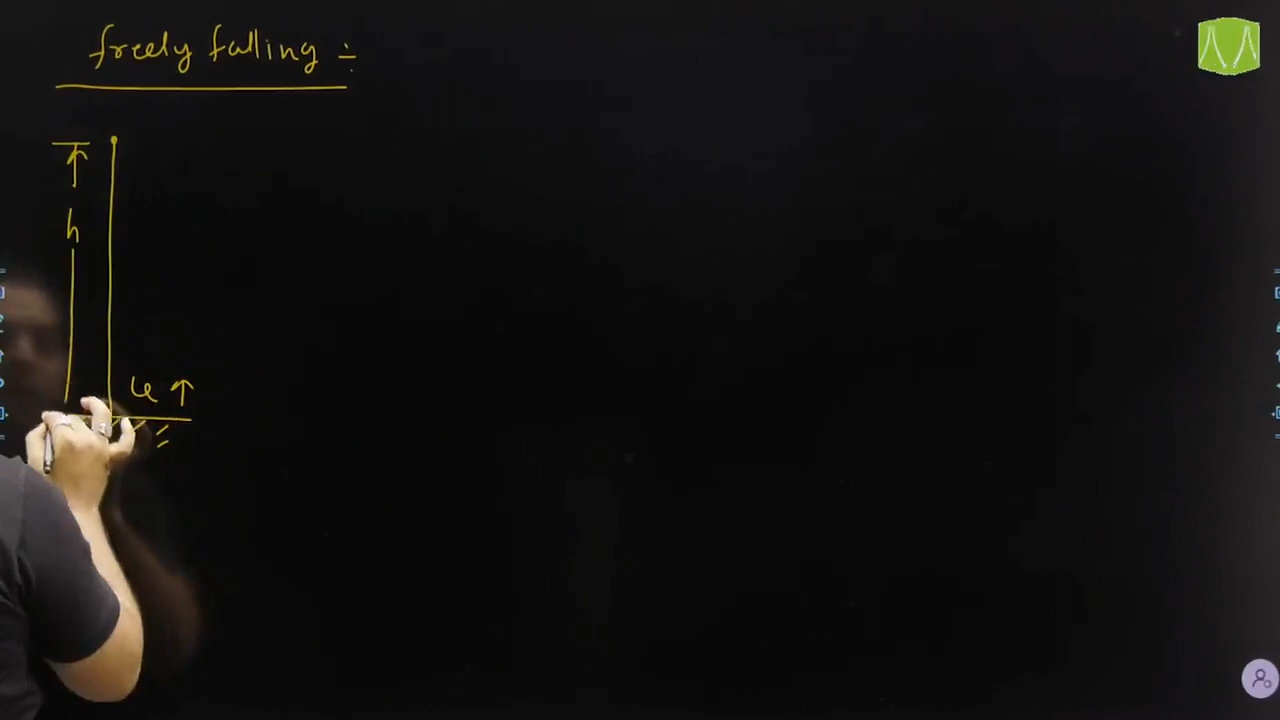 freely falling :-
h
u ↑